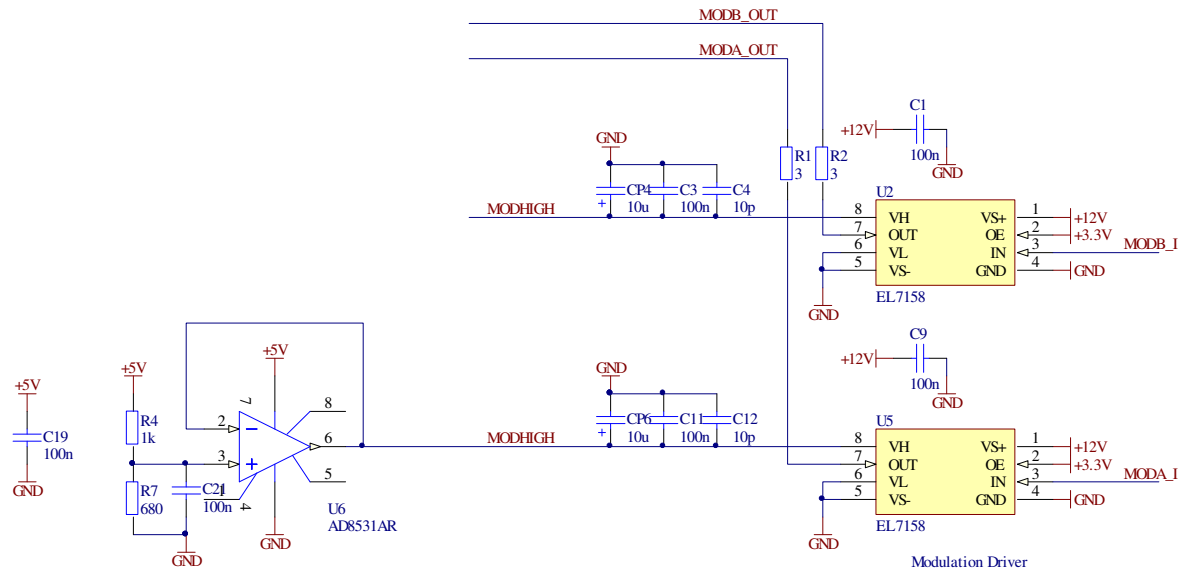 MODB_OUT
MODA_OUT
C1
+12V
100n
GND
GND
R1
3
R2
3
CP4
10u
C3
100n
C4
10p
+
MODHIGH
U2
8 VH VS+ 1 +12V
7 OUT OE 2 +3.3V
6 VL IN 3 MODB_I
5 VS- GND 4 GND
EL7158
GND
C9
+12V
100n
GND
+5V
+5V
+5V
GND
C19
100n
GND
R4
1k
R7
680
C21
100n
GND
7
8
2
−
6
3
+
5
1
4
U6
AD8531AR
GND
CP6
10u
C11
100n
C12
10p
+
MODHIGH
U5
8 VH VS+ 1 +12V
7 OUT OE 2 +3.3V
6 VL IN 3 MODA_I
5 VS- GND 4 GND
EL7158
GND
Modulation Driver